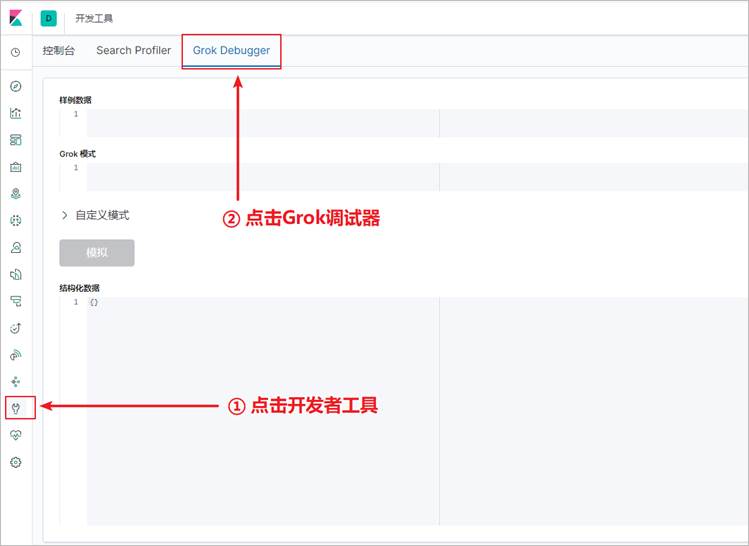 D 开发工具
控制台 Search Profiler Grok Debugger
样例数据
1
Grok 模式
1
② 点击Grok调试器
自定义模式
模拟
结构化数据
1 {}
① 点击开发者工具